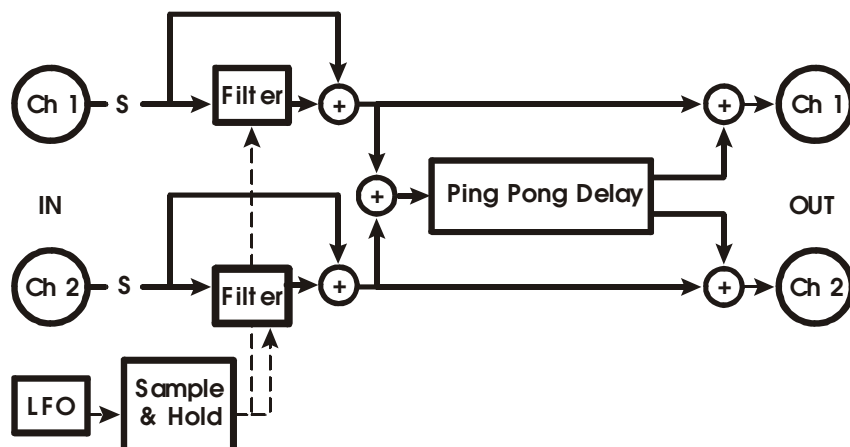 Ch 1
S
Filter
+
+
Ch 1
+
Ping Pong Delay
IN
OUT
Ch 2
S
Filter
+
+
Ch 2
LFO
Sample
& Hold